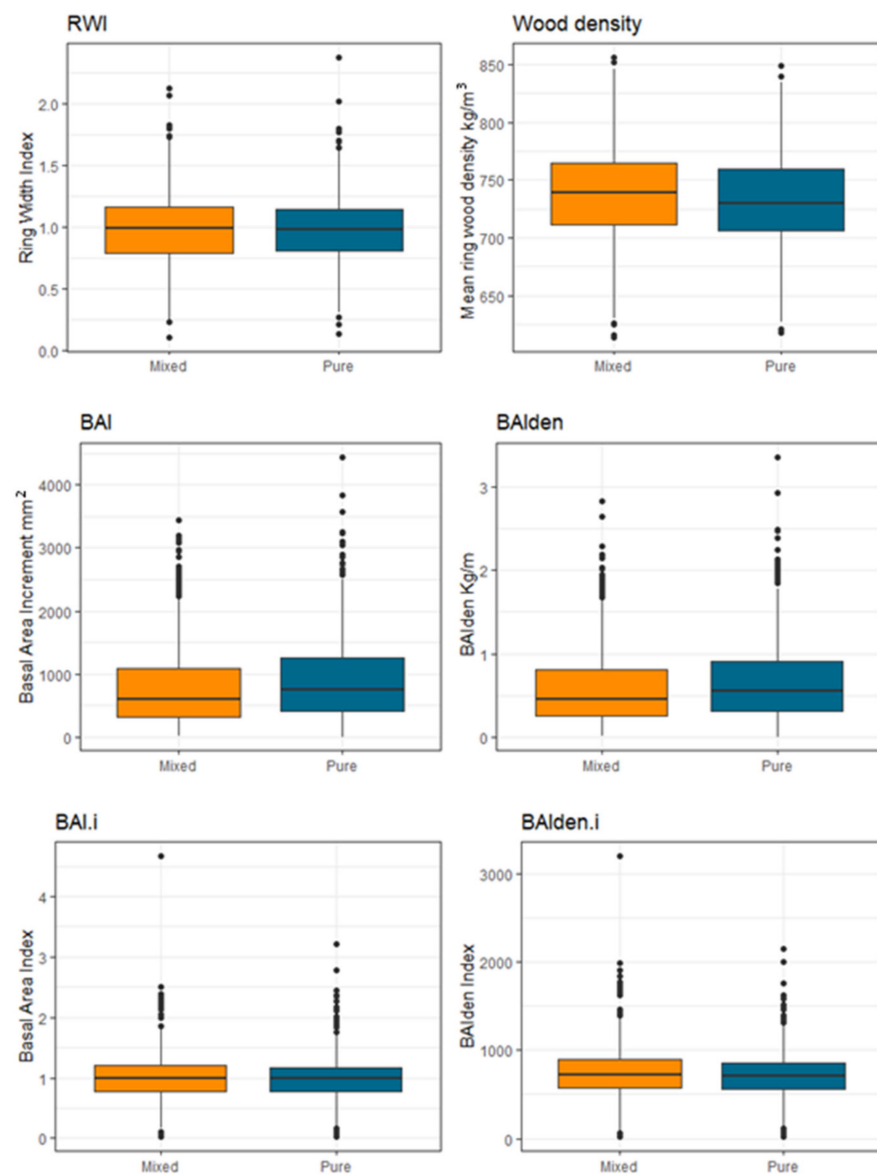 RWI
Ring Width Index
2.0
1.5
1.0
0.5
0.0
Mixed
Pure
Wood density
Mean ring wood density kg/m³
850
800
750
700
650
Mixed
Pure
BAI
Basal Area Increment mm²
4000
3000
2000
1000
0
Mixed
Pure
BAIden
BAIden Kg/m
3
2
1
0
Mixed
Pure
BAI.i
Basal Area Index
4
3
2
1
0
Mixed
Pure
BAIden.i
BAIden Index
3000
2000
1000
0
Mixed
Pure